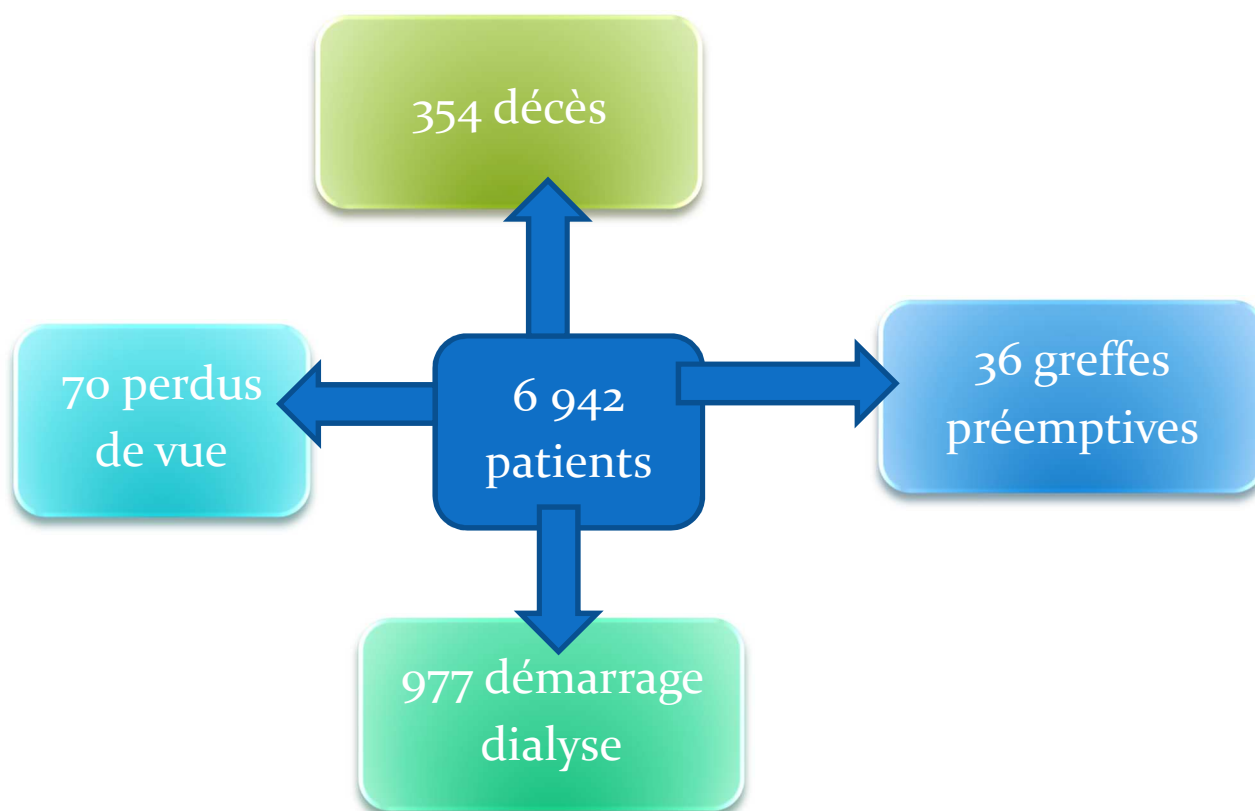 354 décès
70 perdus
de vue
6 942
patients
36 greffes
préemptives
977 démarrage
dialyse